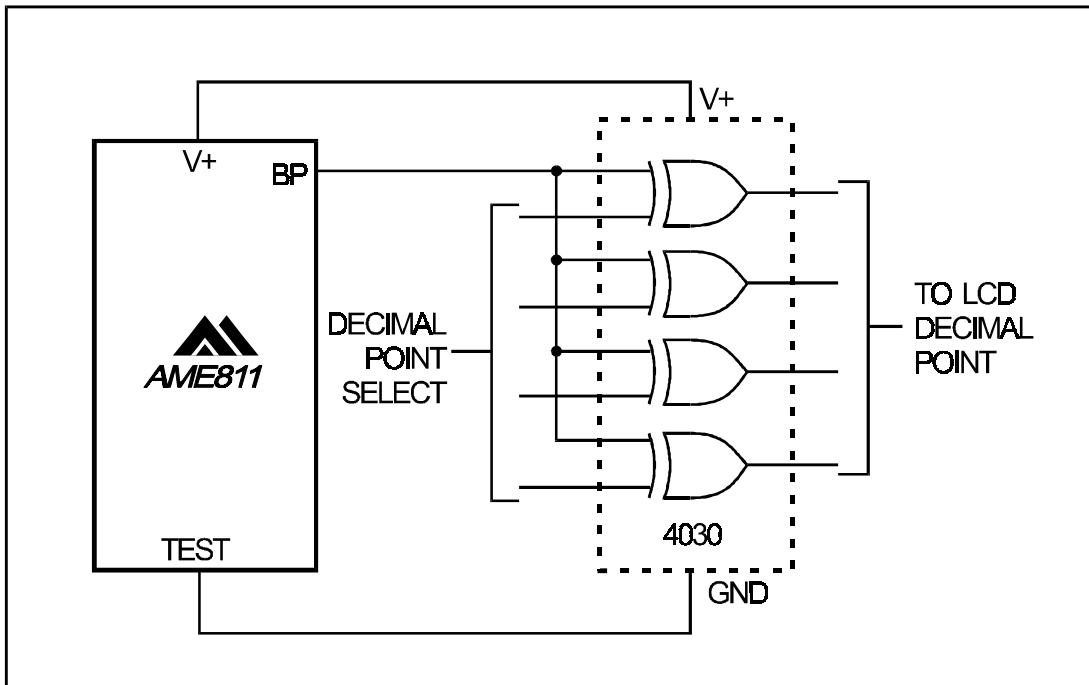 V+
V+
BP
DECIMAL
POINT
SELECT
AME811
TO LCD
DECIMAL
POINT
TEST
4030
GND